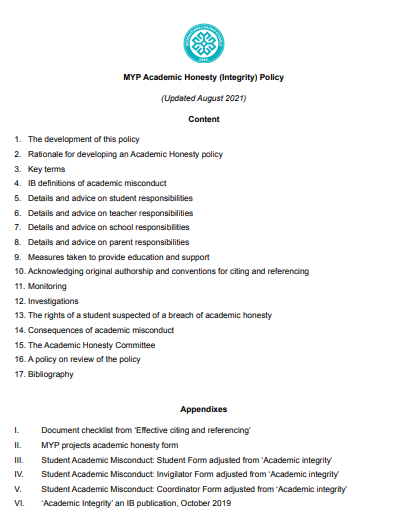 MYP Academic Honesty (Integrity) Policy
(Updated August 2021)
Content
1. The development of this policy
2. Rationale for developing an Academic Honesty policy
3. Key terms
4. IB definitions of academic misconduct
5. Details and advice on student responsibilities
6. Details and advice on teacher responsibilities
7. Details and advice on school responsibilities
8. Details and advice on parent responsibilities
9. Measures taken to provide education and support
10. Acknowledging original authorship and conventions for citing and referencing
11. Monitoring
12. Investigations
13. The rights of a student suspected of a breach of academic honesty
14. Consequences of academic misconduct
15. The Academic Honesty Committee
16. A policy on review of the policy
17. Bibliography
Appendixes
I. Document checklist from ‘Effective citing and referencing’
II. MYP projects academic honesty form
III. Student Academic Misconduct: Student Form adjusted from ‘Academic integrity’
IV. Student Academic Misconduct: Invigilator Form adjusted from ‘Academic integrity’
V. Student Academic Misconduct: Coordinator Form adjusted from ‘Academic integrity’
VI. ‘Academic Integrity’ an IB publication, October 2019